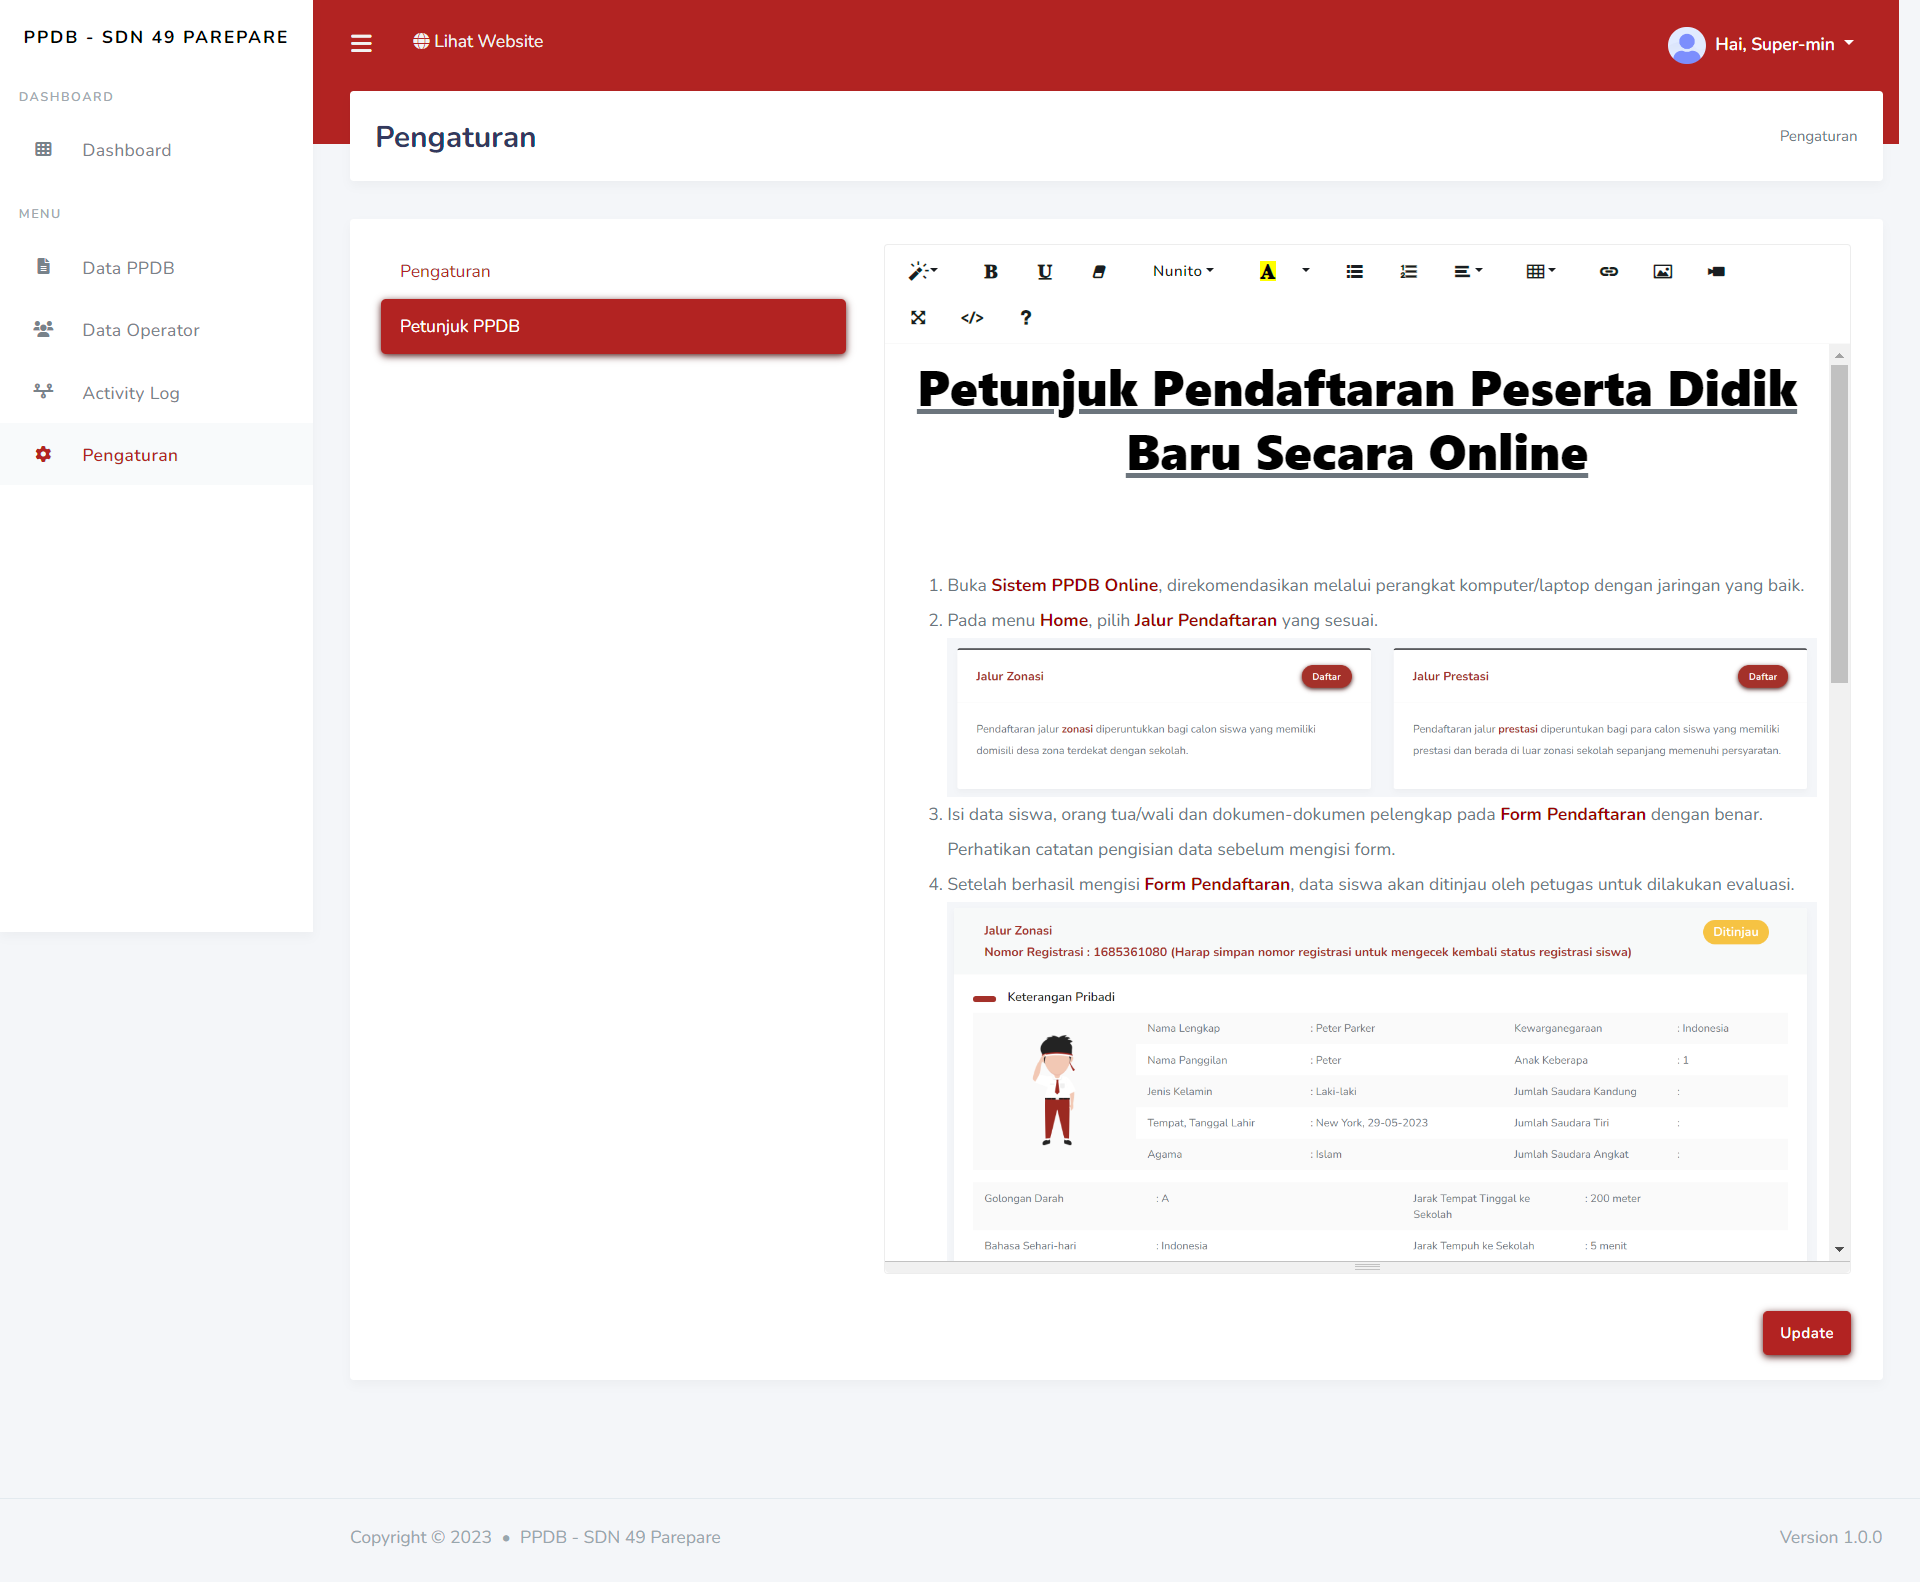 PPDB - SDN 49 PAREPARE
Lihat Website
Hai, Super-min
DASHBOARD
Dashboard
MENU
Data PPDB
Data Operator
Activity Log
Pengaturan
Pengaturan
Pengaturan
Pengaturan
Petunjuk PPDB
B U Nunito A
</> ?
Petunjuk Pendaftaran Peserta Didik
Baru Secara Online
1. Buka Sistem PPDB Online, direkomendasikan melalui perangkat komputer/laptop dengan jaringan yang baik.
2. Pada menu Home, pilih Jalur Pendaftaran yang sesuai.
Jalur Zonasi Daftar
Pendaftaran jalur zonasi diperuntukkan bagi calon siswa yang memiliki
domisili desa zona terdekat dengan sekolah.
Jalur Prestasi Daftar
Pendaftaran jalur prestasi diperuntukan bagi para calon siswa yang memiliki
prestasi dan berada di luar zonasi sekolah sepanjang memenuhi persyaratan.
3. Isi data siswa, orang tua/wali dan dokumen-dokumen pelengkap pada Form Pendaftaran dengan benar.
Perhatikan catatan pengisian data sebelum mengisi form.
4. Setelah berhasil mengisi Form Pendaftaran, data siswa akan ditinjau oleh petugas untuk dilakukan evaluasi.
Jalur Zonasi Ditinjau
Nomor Registrasi : 1685361080 (Harap simpan nomor registrasi untuk mengecek kembali status registrasi siswa)
Keterangan Pribadi
Nama Lengkap : Peter Parker Kewarganegaraan : Indonesia
Nama Panggilan : Peter Anak Keberapa : 1
Jenis Kelamin : Laki-laki Jumlah Saudara Kandung :
Tempat, Tanggal Lahir : New York, 29-05-2023 Jumlah Saudara Tiri :
Agama : Islam Jumlah Saudara Angkat :
Golongan Darah : A Jarak Tempat Tinggal ke : 200 meter
Sekolah
Bahasa Sehari-hari : Indonesia Jarak Tempuh ke Sekolah : 5 menit
Update
Copyright © 2023 • PPDB - SDN 49 Parepare
Version 1.0.0